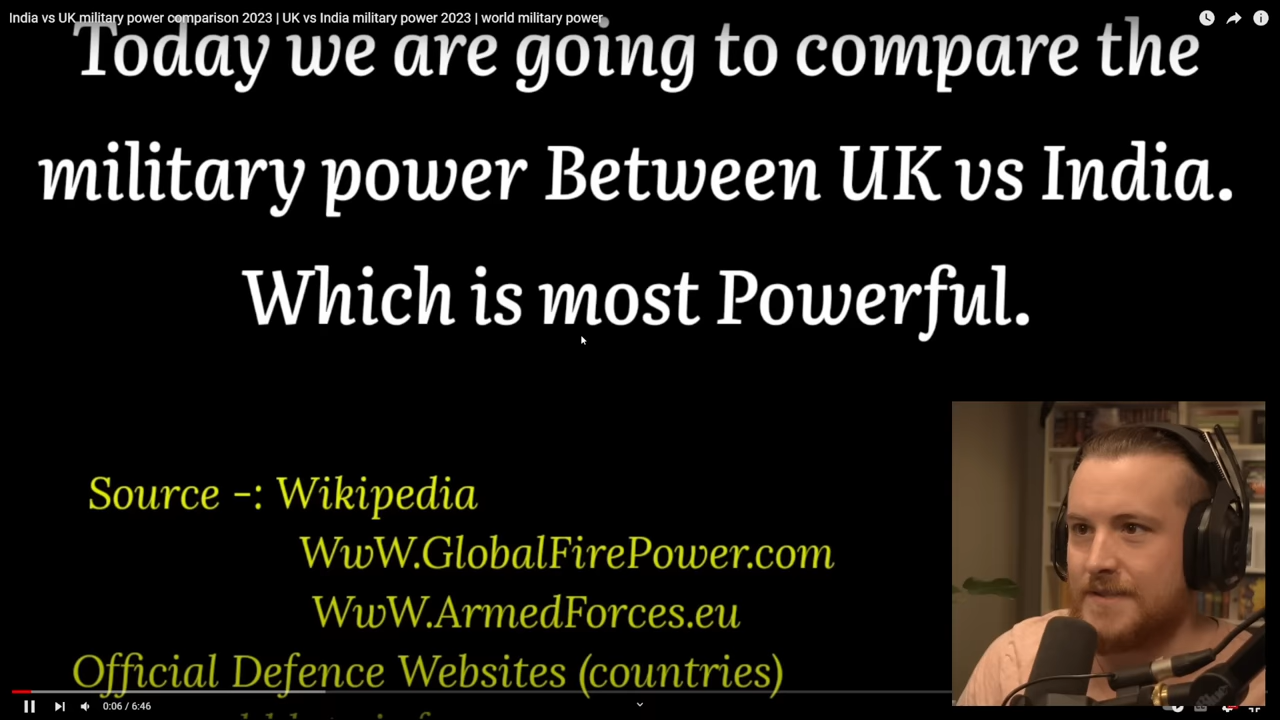 India vs UK military power comparison 2023 | UK vs India military power 2023 | world military power
Today we are going to compare the
military power Between UK vs India.
Which is most Powerful.
Source -: Wikipedia
WwW.GlobalFirePower.com
WwW.ArmedForces.eu
Official Defence Websites (countries)
0:06 / 6:46